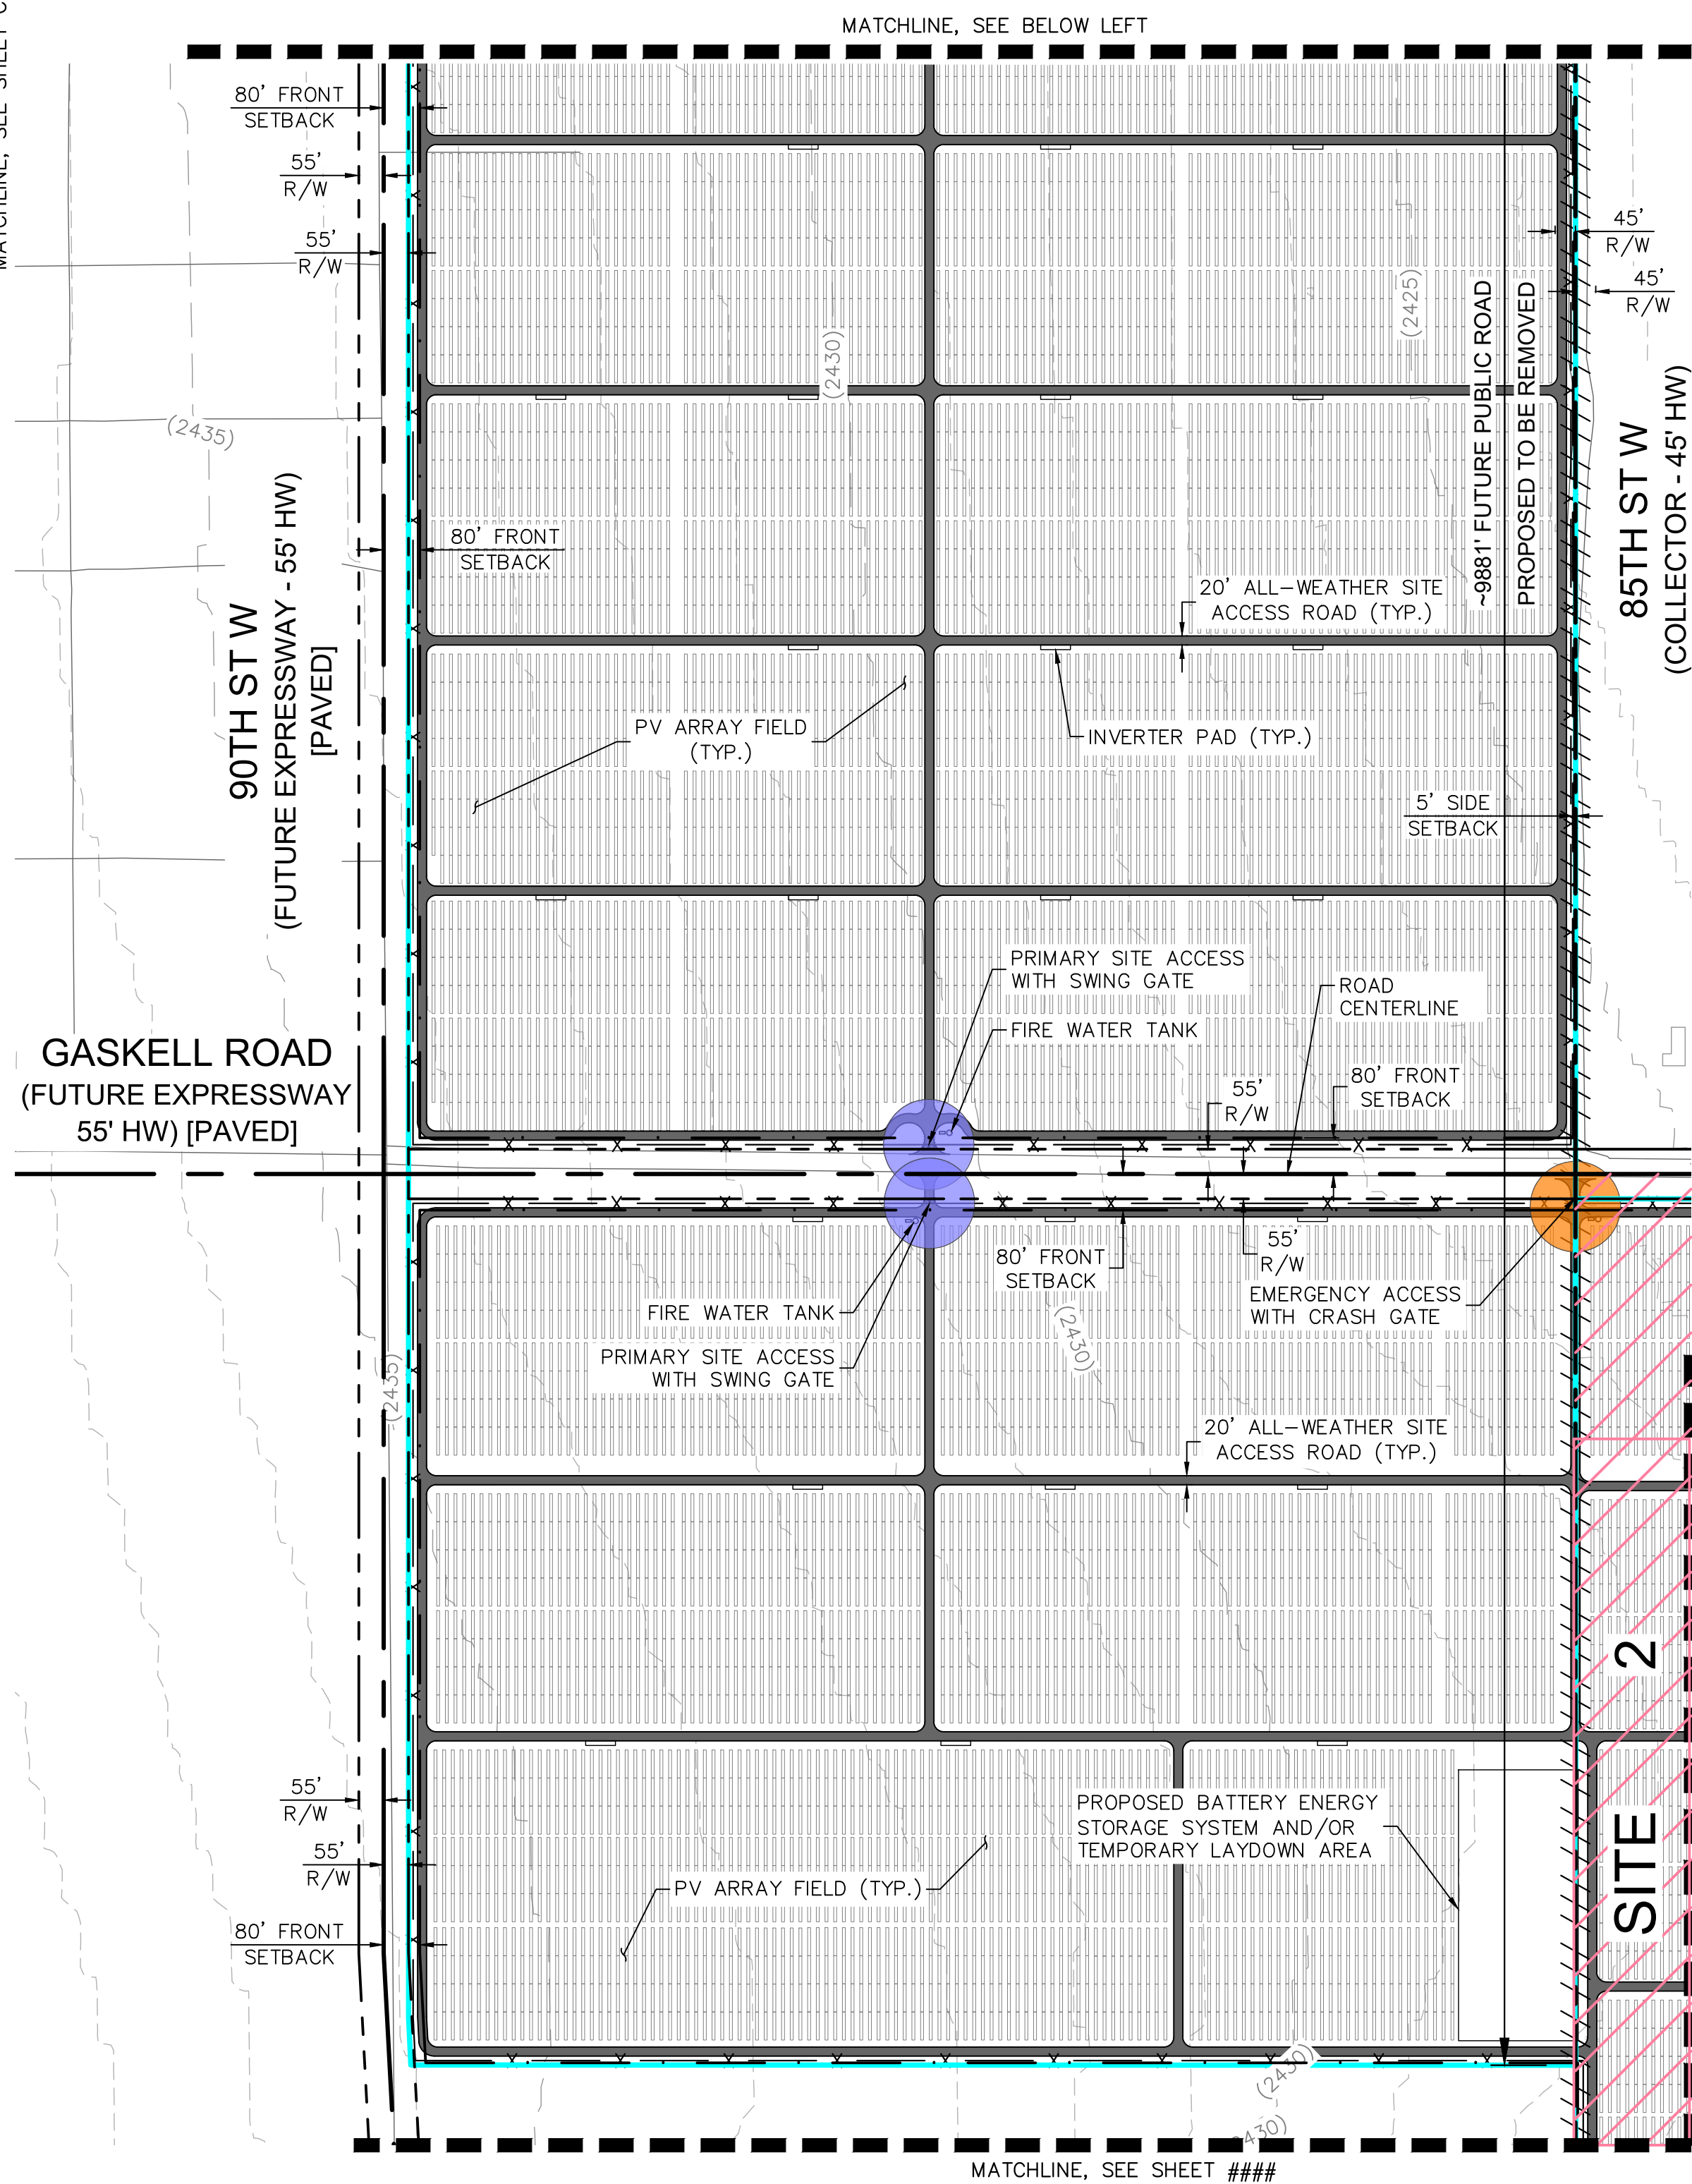 MATCHLINE, SEE BELOW LEFT
80' FRONT
SETBACK
55'
R/W
55'
R/W
45'
R/W
45'
R/W
(2425)
(2430)
(2435)
~9881' FUTURE PUBLIC ROAD
PROPOSED TO BE REMOVED
85TH ST W
(COLLECTOR - 45' HW)
90TH ST W
(FUTURE EXPRESSWAY - 55' HW)
[PAVED]
80' FRONT
SETBACK
20' ALL-WEATHER SITE
ACCESS ROAD (TYP.)
PV ARRAY FIELD
(TYP.)
INVERTER PAD (TYP.)
5' SIDE
SETBACK
PRIMARY SITE ACCESS
WITH SWING GATE
ROAD
CENTERLINE
FIRE WATER TANK
GASKELL ROAD
(FUTURE EXPRESSWAY
55' HW) [PAVED]
55'
R/W
80' FRONT
SETBACK
80' FRONT
SETBACK
55'
R/W
EMERGENCY ACCESS
WITH CRASH GATE
FIRE WATER TANK
PRIMARY SITE ACCESS
WITH SWING GATE
(2430)
(2435)
20' ALL-WEATHER SITE
ACCESS ROAD (TYP.)
SITE 2
55'
R/W
55'
R/W
PROPOSED BATTERY ENERGY
STORAGE SYSTEM AND/OR
TEMPORARY LAYDOWN AREA
PV ARRAY FIELD (TYP.)
80' FRONT
SETBACK
(2430)
2430)
MATCHLINE, SEE SHEET ####